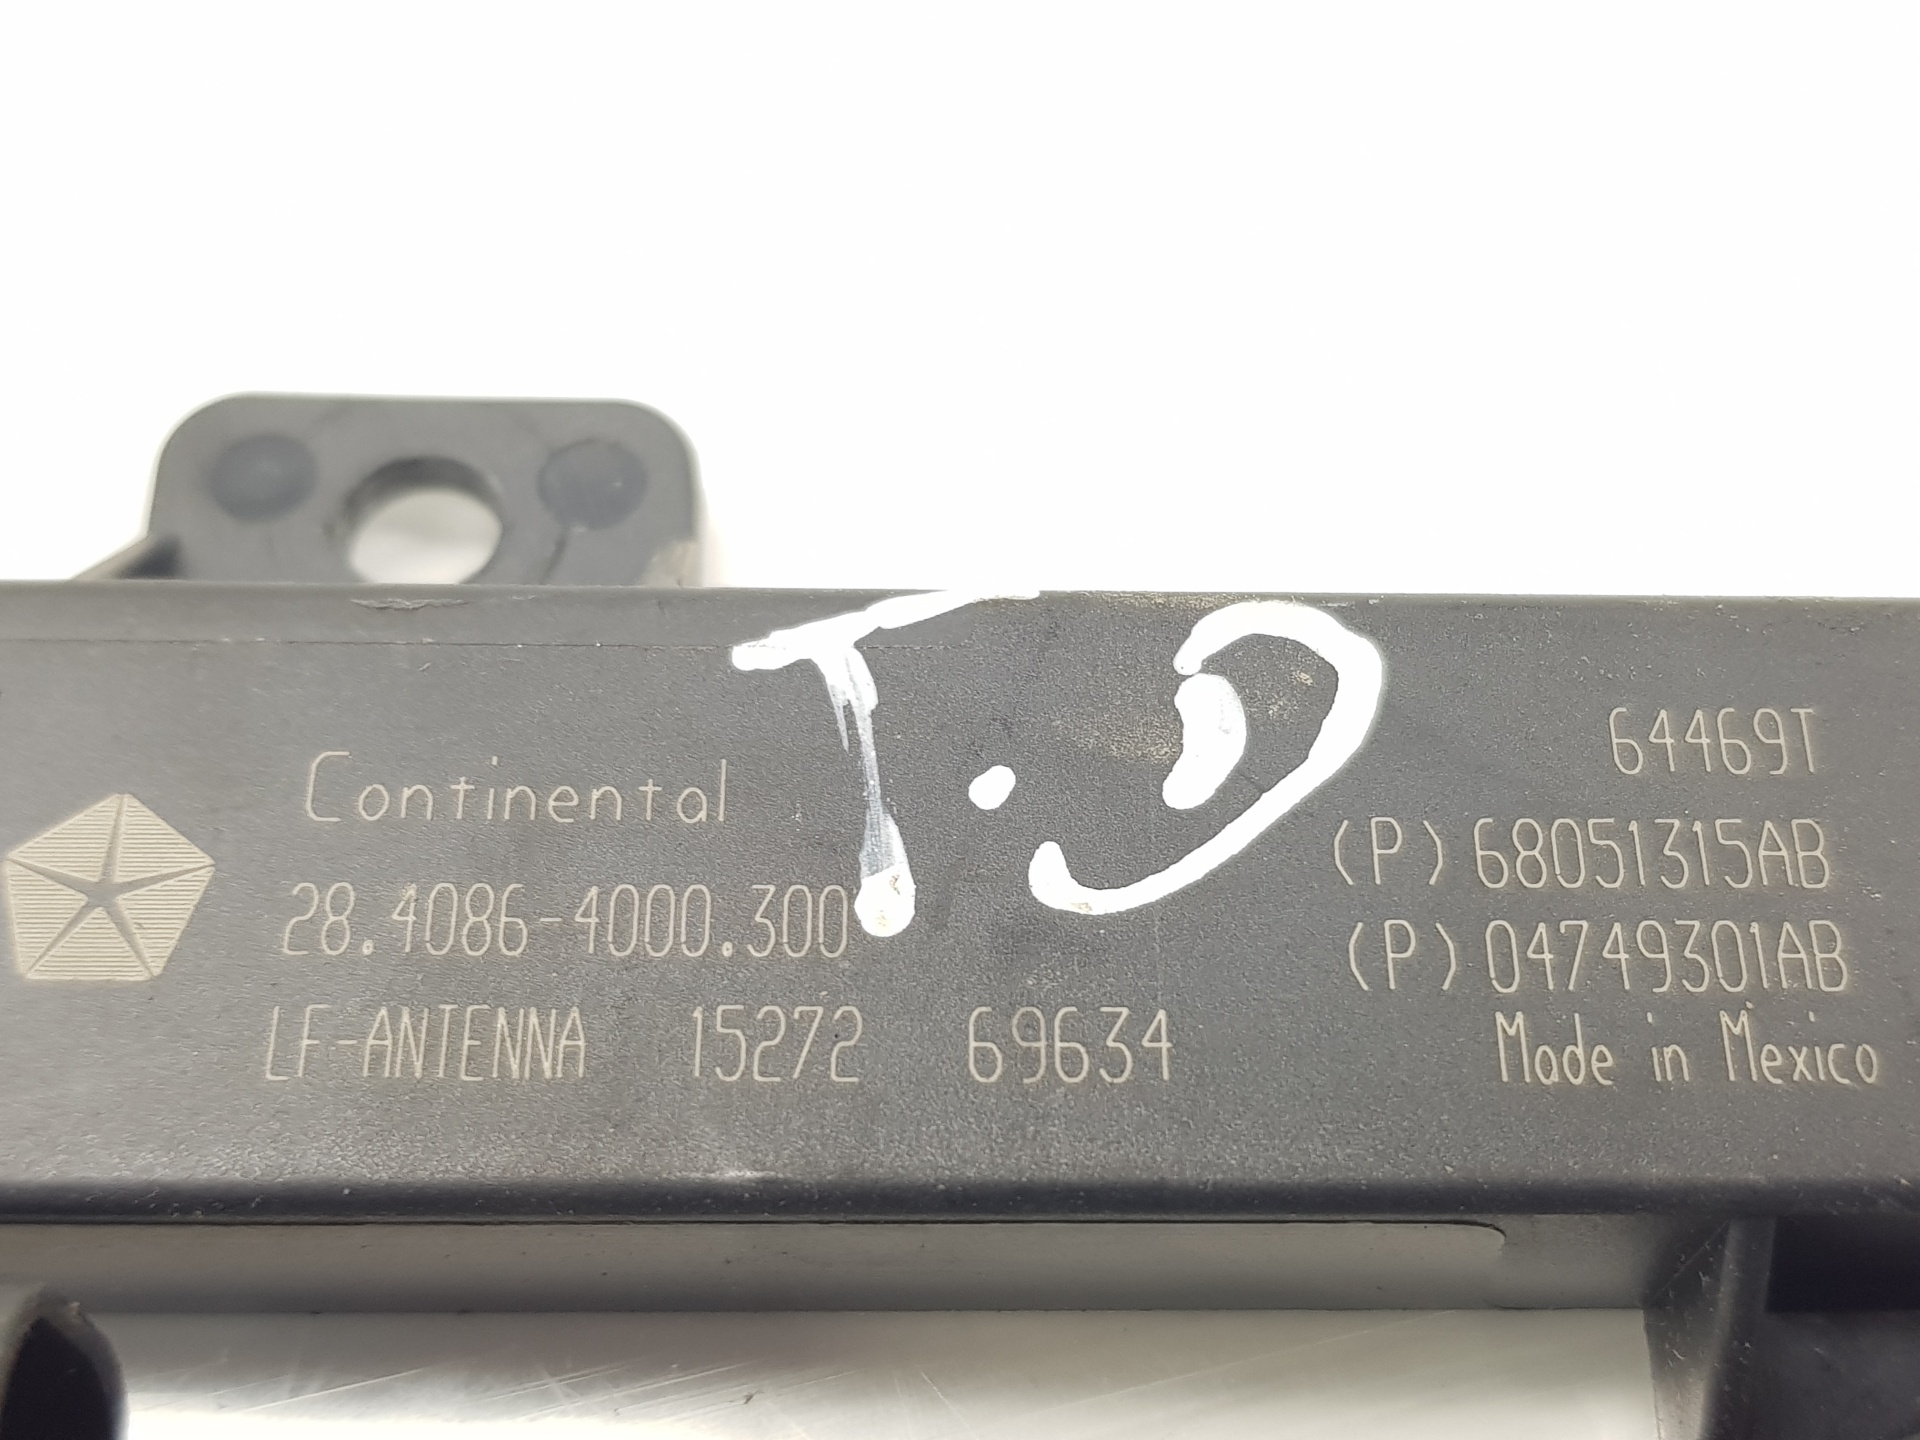 T.D
Continental
28.4086-4000.300
LF-ANTENNA 15272 69634
64469T
(P) 68051315AB
(P) 04749301AB
Made in Mexico